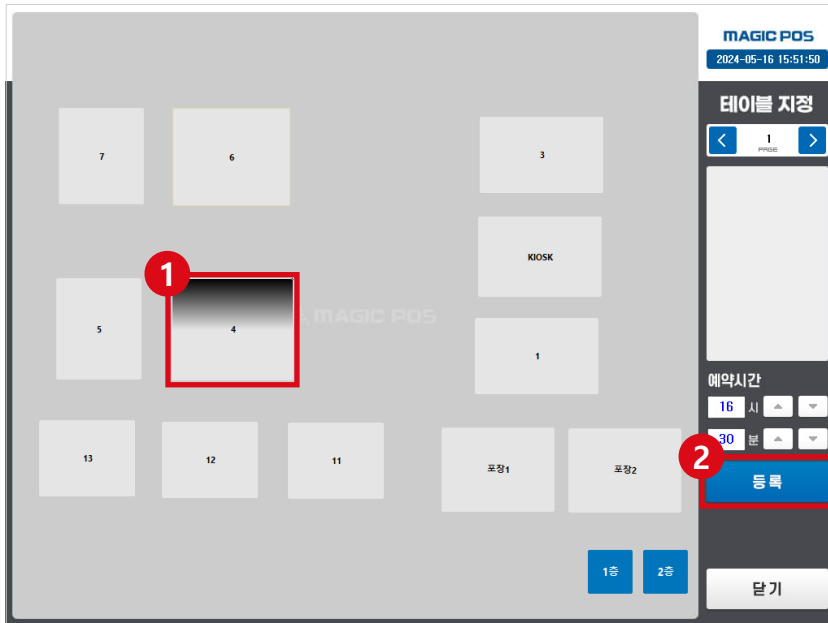 MAGIC POS
2024-05-16 15:51:50
테이블 지정
1
PAGE
7
6
3
KIOSK
1
5
4
1
MAGIC POS
13
12
11
포장1
포장2
1층
2층
예약시간
16 시
30 분
2
등록
닫기